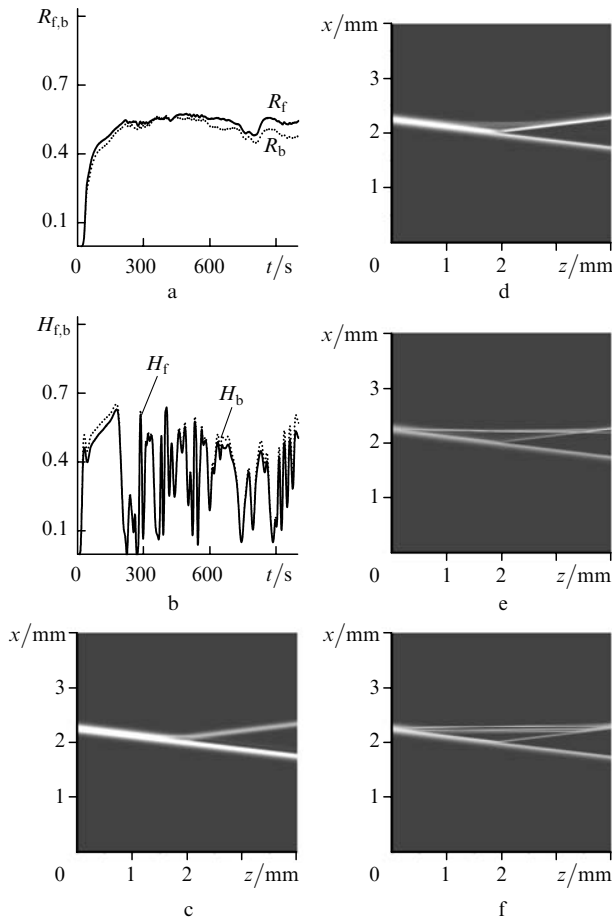 R_f,b
0.7
0.4
0.1
R_f
R_b
0 300 600 t/s
a
x/mm
3
2
1
0 1 2 z/mm
d
H_f,b
0.7
0.4
0.1
H_f
H_b
0 300 600 t/s
b
x/mm
3
2
1
0 1 2 z/mm
e
x/mm
3
2
1
0 1 2 z/mm
c
x/mm
3
2
1
0 1 2 z/mm
f